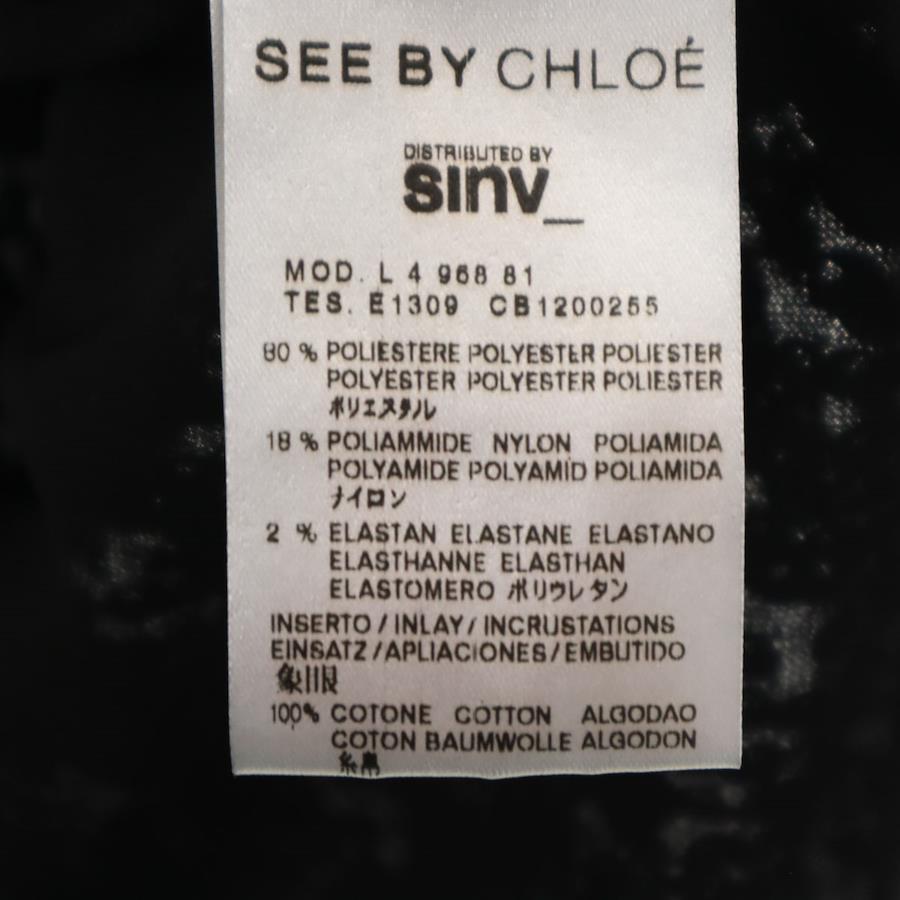 SEE BY CHLOÉ
DISTRIBUTED BY
sinv_
MOD. L 4 968 81
TES. E1309 CB1200255
80 % POLIESTERE POLYESTER POLIESTER
POLYESTER POLYESTER POLIESTER
ポリエステル
18 % POLIAMMIDE NYLON POLIAMIDA
POLYAMIDE POLYAMID POLIAMIDA
ナイロン
2 % ELASTAN ELASTANE ELASTANO
ELASTHANNE ELASTHAN
ELASTOMERO ポリウレタン
INSERTO / INLAY / INCRUSTATIONS
EINSATZ / APLIACIONES / EMBUTIDO
象眼
100% COTONE COTTON ALGODAO
COTON BAUMWOLLE ALGODON